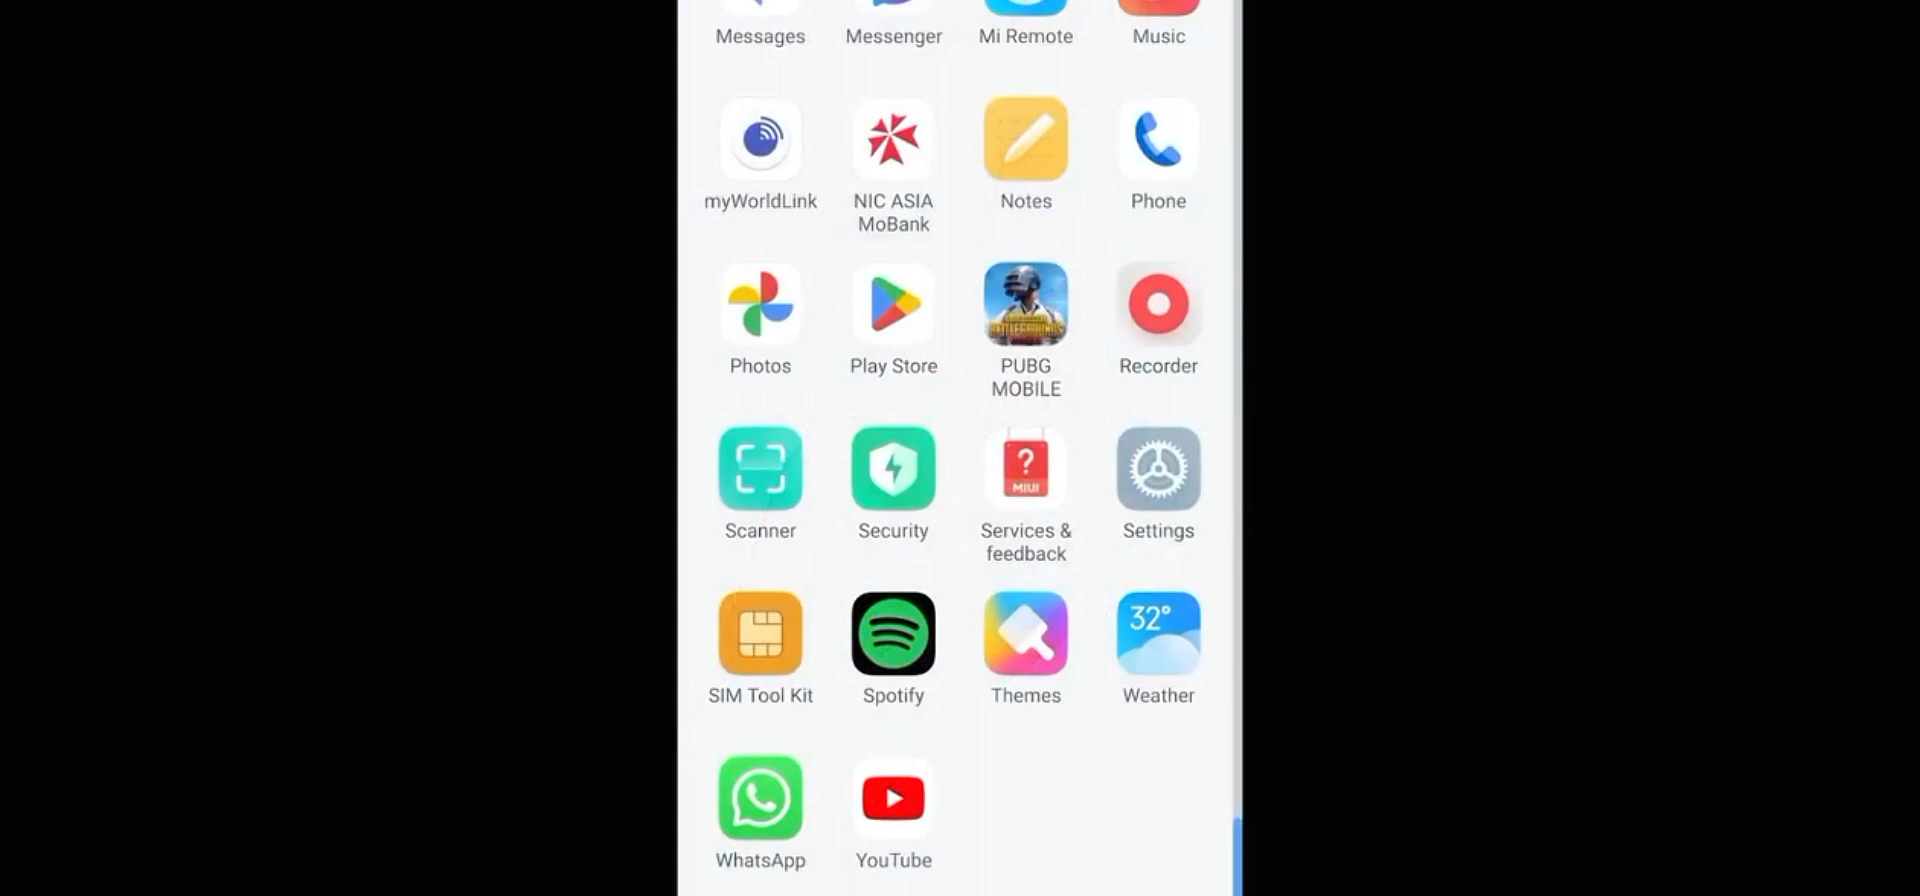 Messages Messenger Mi Remote Music
myWorldLink NIC ASIA Notes Phone
MoBank
Photos Play Store PUBG Recorder
MOBILE
?
MIUI
Scanner Security Services & Settings
feedback
32°
SIM Tool Kit Spotify Themes Weather
WhatsApp YouTube